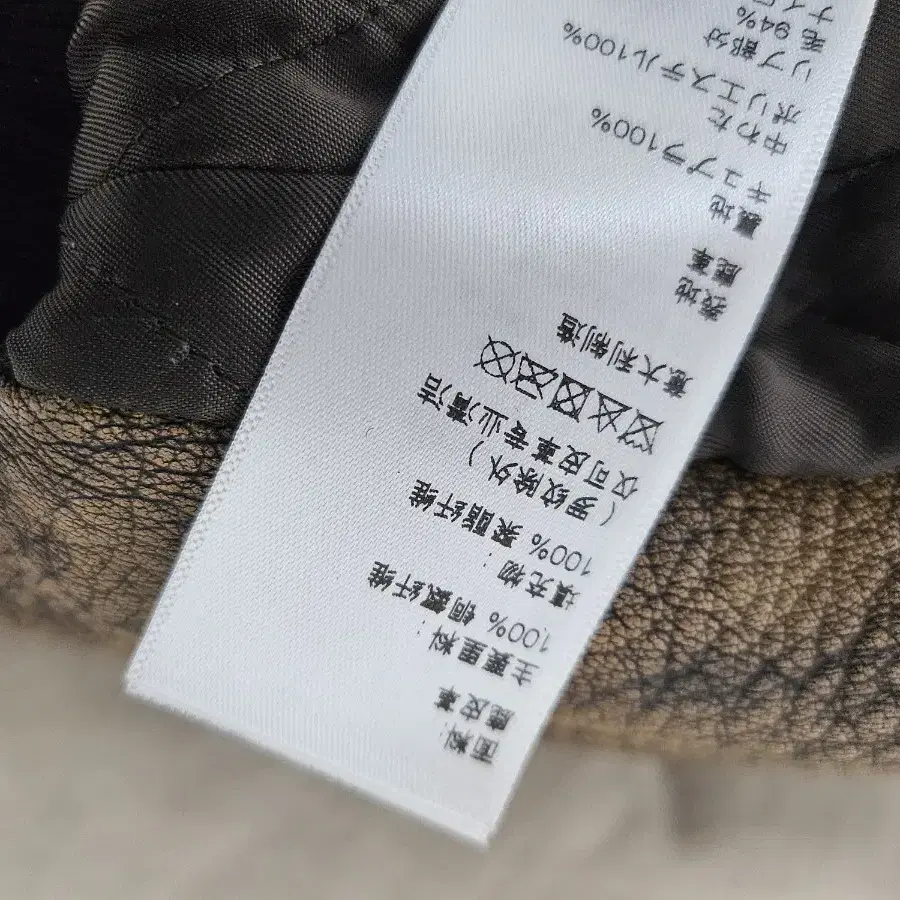 面料:
鹿皮革
主要里料:
100% 铜氨纤维
填充物:
100% 聚酯纤维
(罗纹除外)
仅可皮革专业清洁
意大利制造
表地
鹿革
裏地
キュプラ100%
中わた
ポリエステル100%
リブ部分
毛 94%